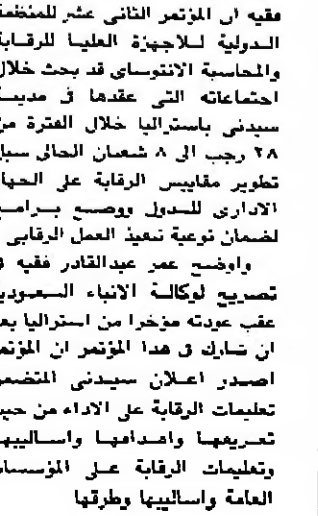 فقيه ان المؤتمر الثاني عشر للمنظمة
الدولية للاجهزة العليا للرقابة
والمحاسبة الانتوساي قد بحث خلال
اجتماعاته التي عقدها في مدينة
سيدني باستراليا خلال الفترة من
٢٨ رجب الى ٨ شعبان الحالي سبل
تطوير مقاييس الرقابة على الجهاز
الاداري للدول ووضع برامج
لضمان نوعية تنفيذ العمل الرقابي
واوضح عمر عبدالقادر فقيه في
تصريح لوكالة الانباء السعودية
عقب عودته مؤخرا من استراليا بعد
ان شارك في هذا المؤتمر ان المؤتمر
اصدر اعلان سيدني المتضمن
تعليمات الرقابة على الاداء من حيث
تعريفها واهدافها واساليبها
وتعليمات الرقابة على المؤسسات
العامة واساليبها وطرقها